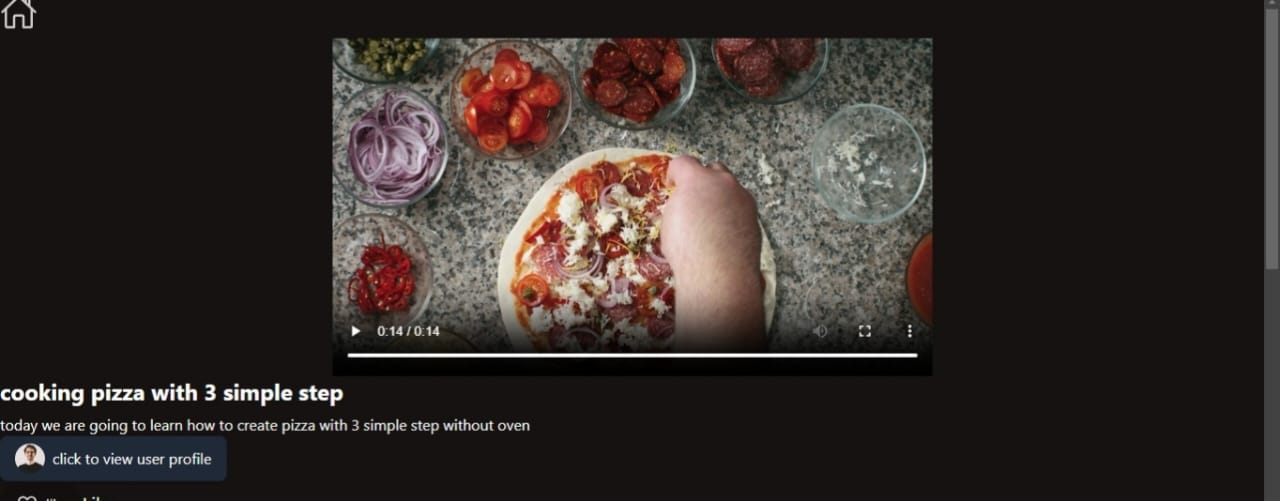 0:14 / 0:14
cooking pizza with 3 simple step
today we are going to learn how to create pizza with 3 simple step without oven
click to view user profile